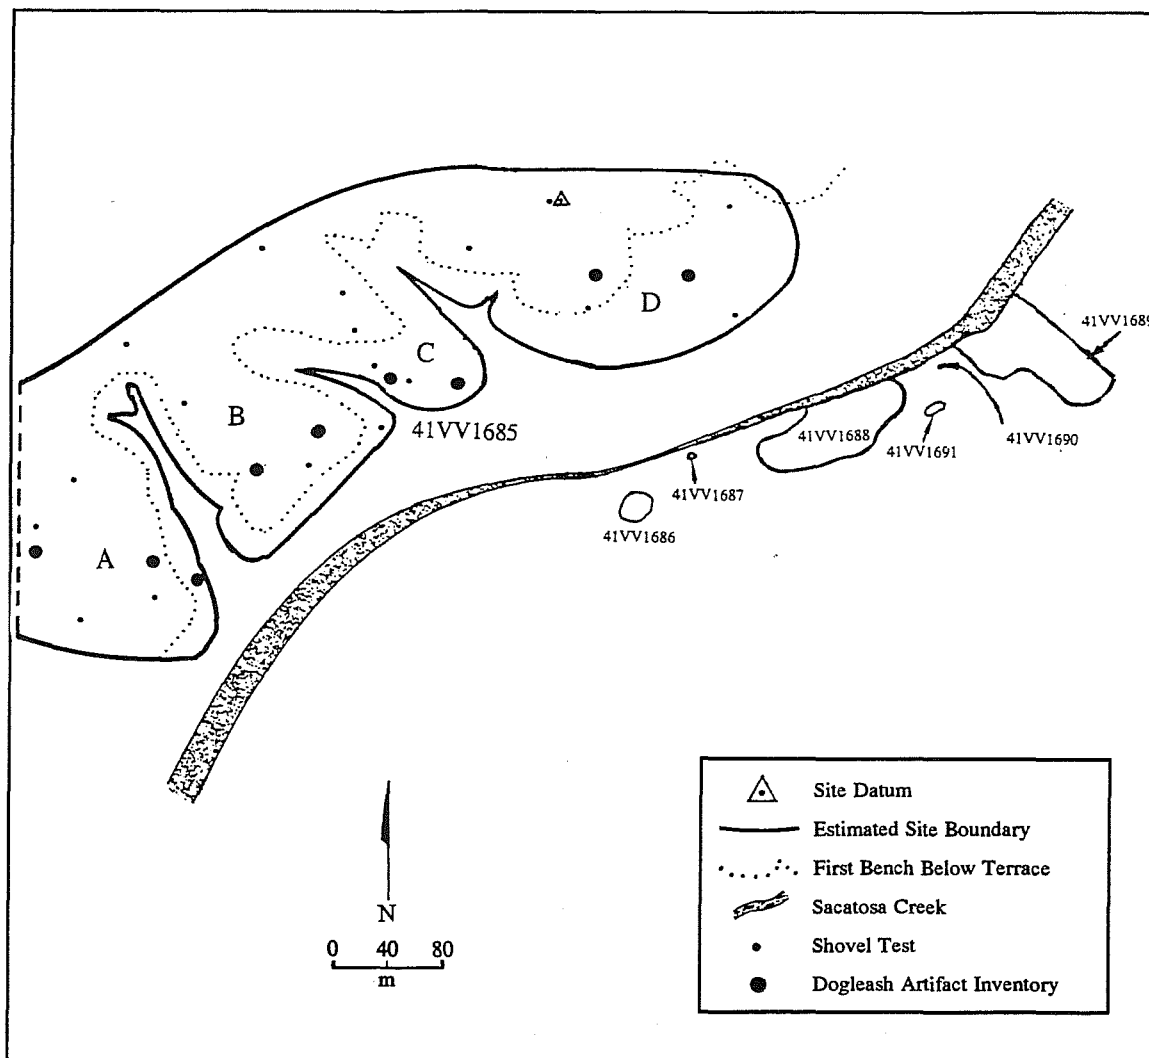 D
41VV1689
C
B
41VV1685
41VV1688
41VV1691
41VV1690
41VV1687
41VV1686
A
N
0 40 80
m
Site Datum
Estimated Site Boundary
First Bench Below Terrace
Sacatosa Creek
Shovel Test
Dogleash Artifact Inventory